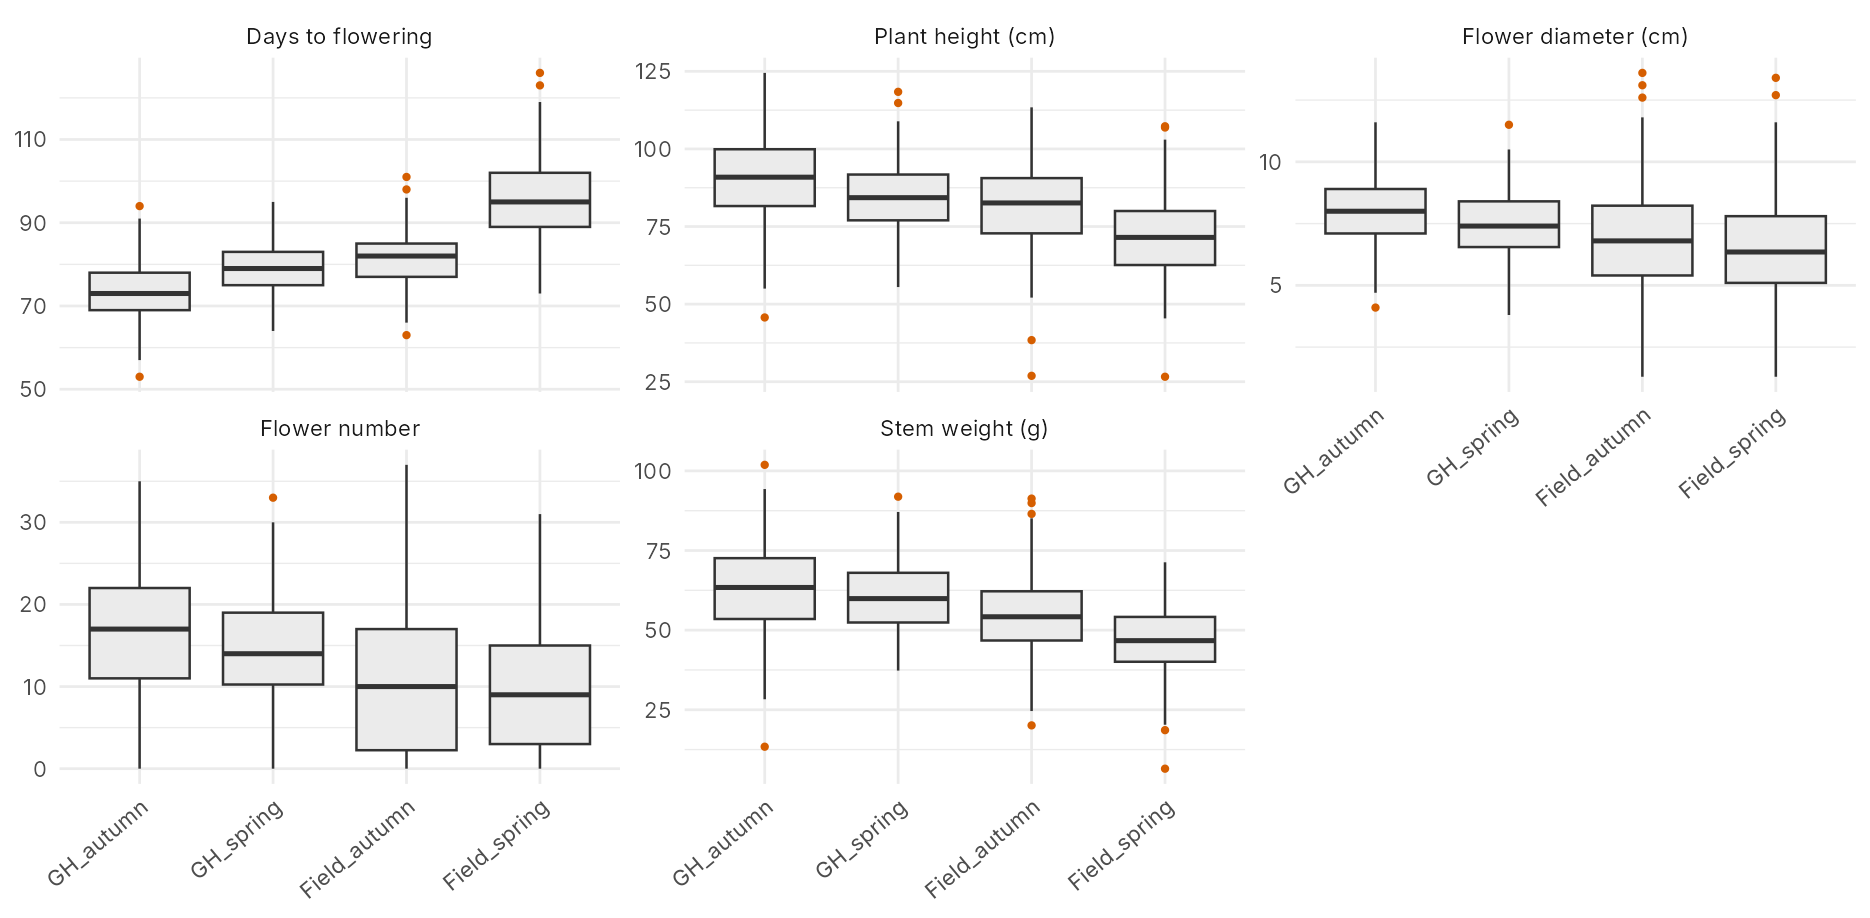 Days to flowering
110
90
70
50
Plant height (cm)
125
100
75
50
25
Flower diameter (cm)
10
5
GH_autumn
GH_spring
Field_autumn
Field_spring
Flower number
30
20
10
0
GH_autumn
GH_spring
Field_autumn
Field_spring
Stem weight (g)
100
75
50
25
GH_autumn
GH_spring
Field_autumn
Field_spring